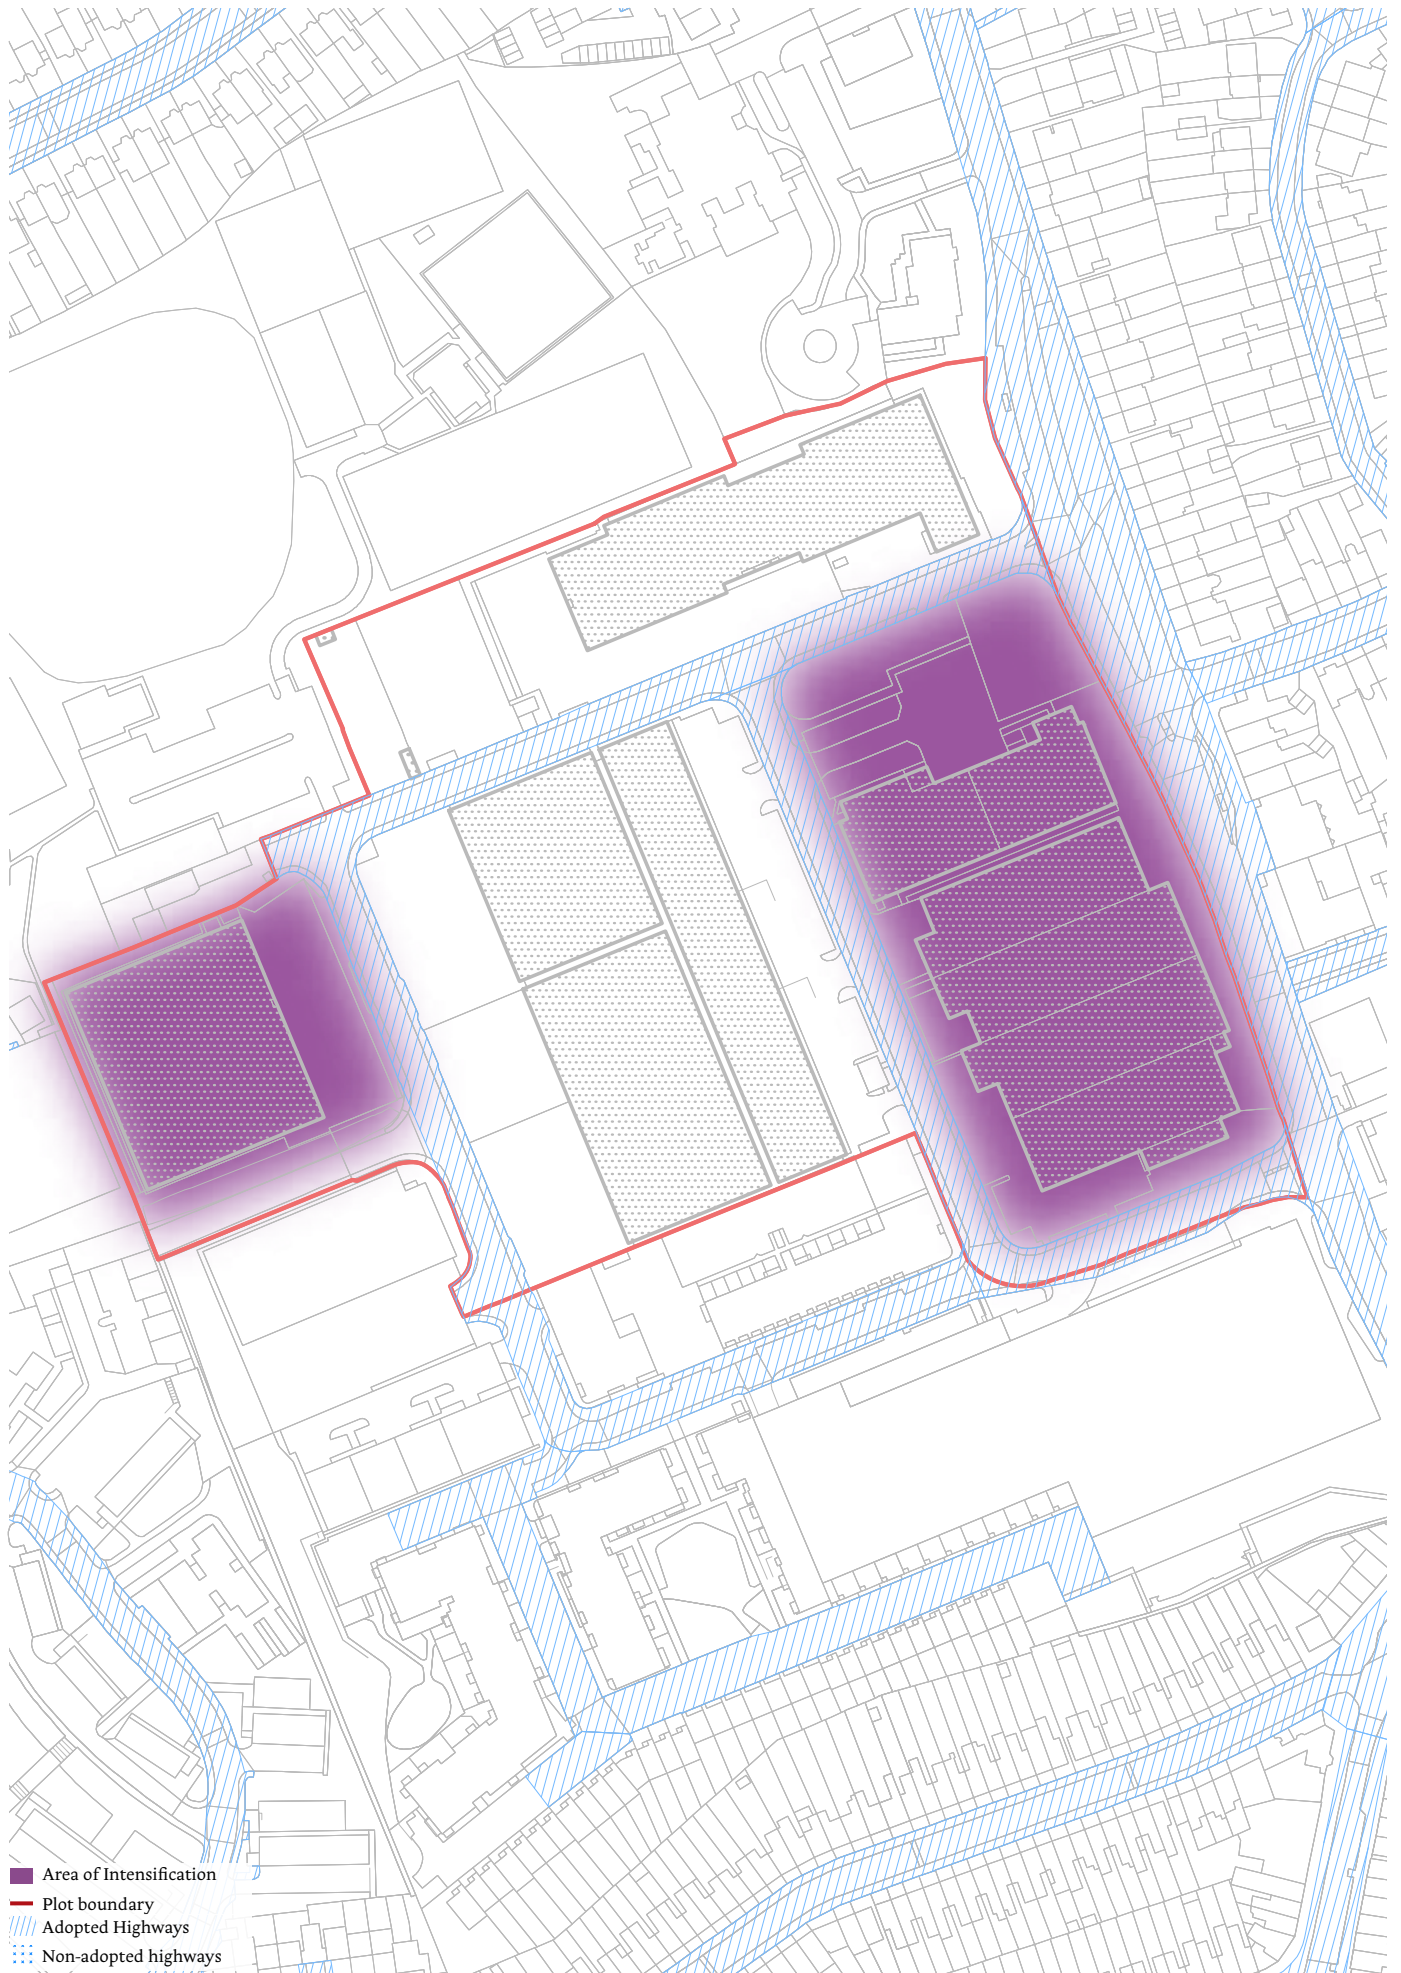 Area of Intensification
Plot boundary
Adopted Highways
Non-adopted highways